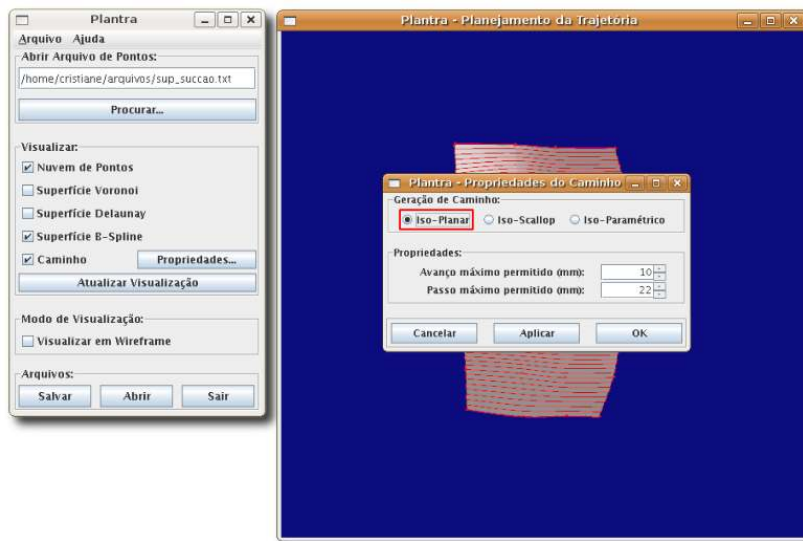 Plantra
Arquivo Ajuda
Abrir Arquivo de Pontos:
/home/cristiane/arquivos/sup_succao.txt
Procurar...
Visualizar:
Nuvem de Pontos
Superfície Voronoi
Superfície Delaunay
Superfície B-Spline
Caminho Propriedades...
Atualizar Visualização
Modo de Visualização:
Visualizar em Wireframe
Arquivos:
Salvar Abrir Sair
Plantra - Planejamento da Trajetória
Plantra - Propriedades do Caminho
Geração de Caminho:
Iso-Planar Iso-Scallop Iso-Paramétrico
Propriedades:
Avanço máximo permitido (mm): 10
Passo máximo permitido (mm): 22
Cancelar Aplicar OK